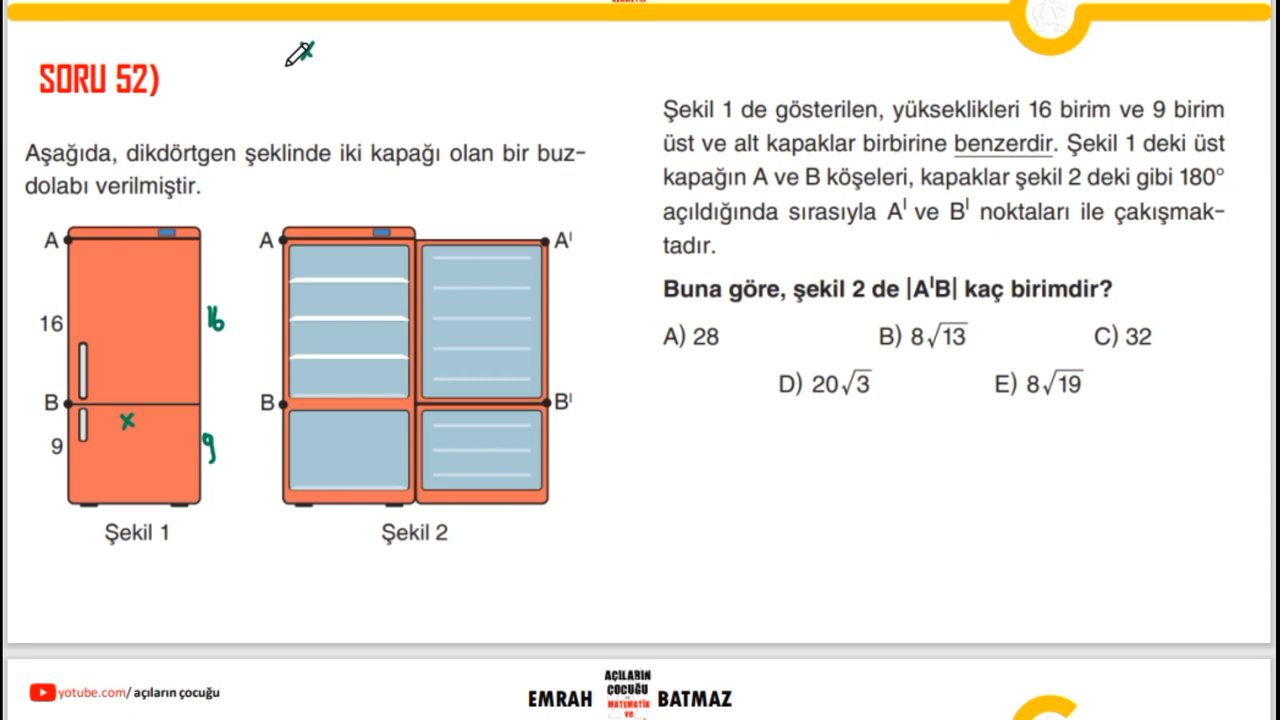 SORU 52)
Aşağıda, dikdörtgen şeklinde iki kapağı olan bir buz-
dolabı verilmiştir.
A
16
16
B
x
9
9
Şekil 1
A
A'
B
B'
Şekil 2
Şekil 1 de gösterilen, yükseklikleri 16 birim ve 9 birim
üst ve alt kapaklar birbirine benzerdir. Şekil 1 deki üst
kapağın A ve B köşeleri, kapaklar şekil 2 deki gibi 180°
açıldığında sırasıyla A' ve B' noktaları ile çakışmak-
tadır.
Buna göre, şekil 2 de |A'B| kaç birimdir?
A) 28 B) 8√13 C) 32
D) 20√3 E) 8√19
yotube.com/ açıların çocuğu
EMRAH
AÇILARIN
ÇOCUĞU
MATEMATİK
VE
BATMAZ